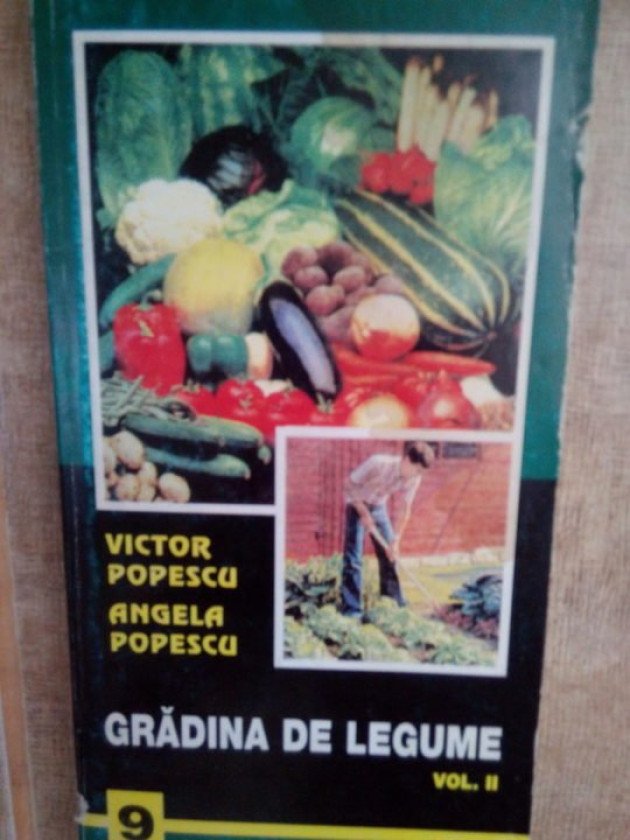 VICTOR
POPESCU
ANGELA
POPESCU
GRĂDINA DE LEGUME
VOL. II
9